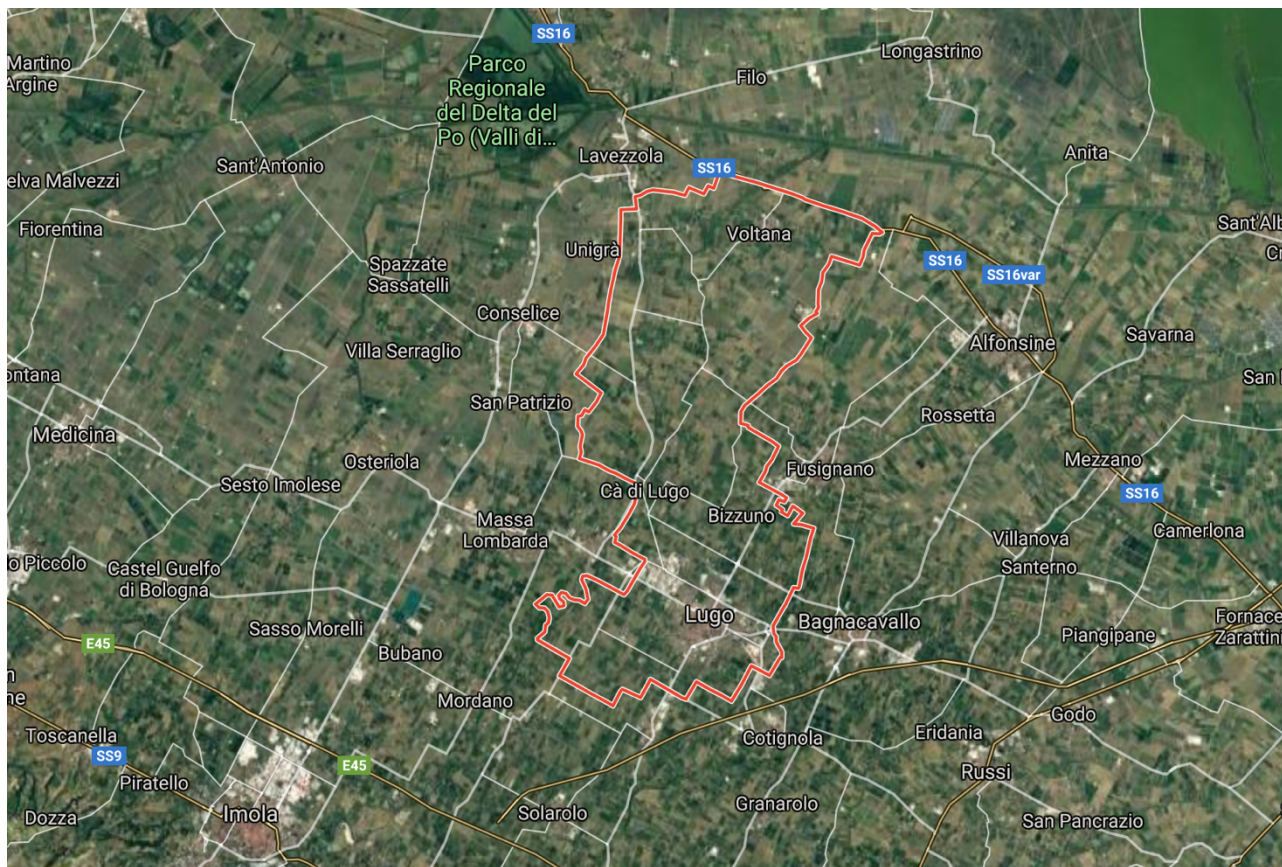 SS16
Longastrino
Martino
Argine
Parco
Regionale
del Delta del
Po (Valli di...
Filo
Lavezzola
Anita
Sant'Antonio
SS16
elva Malvezzi
Fiorentina
Sant'Alb
Voltana
Unigrà
Spazzate
Sassatelli
SS16
SS16var
Conselice
Alfonsine
Savarna
Villa Serraglio
ontana
San Patrizio
Rossetta
Medicina
Osteriola
Fusignano
Mezzano
Sesto Imolese
Cà di Lugo
SS16
Bizzuno
Massa
Lombarda
Camerlona
Villanova
Santerno
o Piccolo
Castel Guelfo
di Bologna
Lugo
Bagnacavallo
Fornace
Zarattini
Sasso Morelli
Piangipane
E45
Bubano
Mordano
Godo
Toscanella
Cotignola
Eridania
SS9
E45
Piratello
Russi
Imola
Dozza
Solarolo
Granarolo
San Pancrazio